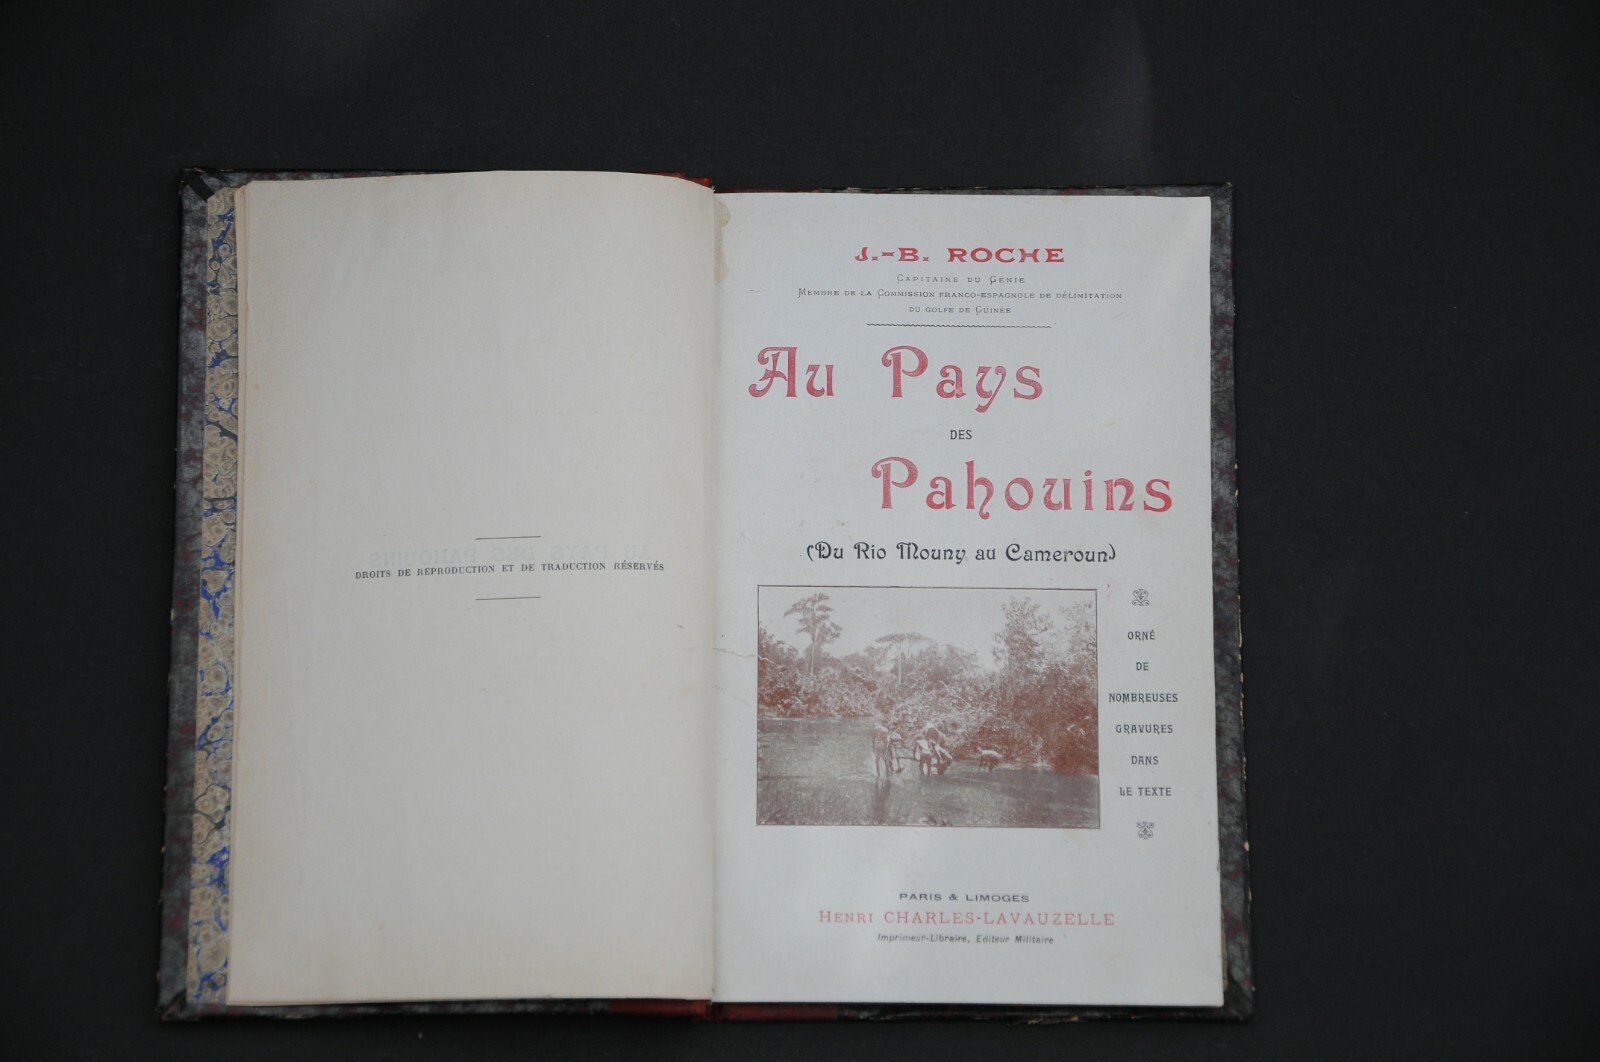 DROITS DE REPRODUCTION ET DE TRADUCTION RÉSERVÉS
J.-B. ROCHE
CAPITAINE DU GÉNIE
MEMBRE DE LA COMMISSION FRANCO-ESPAGNOLE DE DÉLIMITATION
DU GOLFE DE GUINÉE
Au Pays
DES
Pahouins
(Du Rio Mouny au Cameroun)
ORNÉ
DE
NOMBREUSES
GRAVURES
DANS
LE TEXTE
PARIS & LIMOGES
HENRI CHARLES-LAVAUZELLE
Imprimeur-Libraire, Editeur Militaire